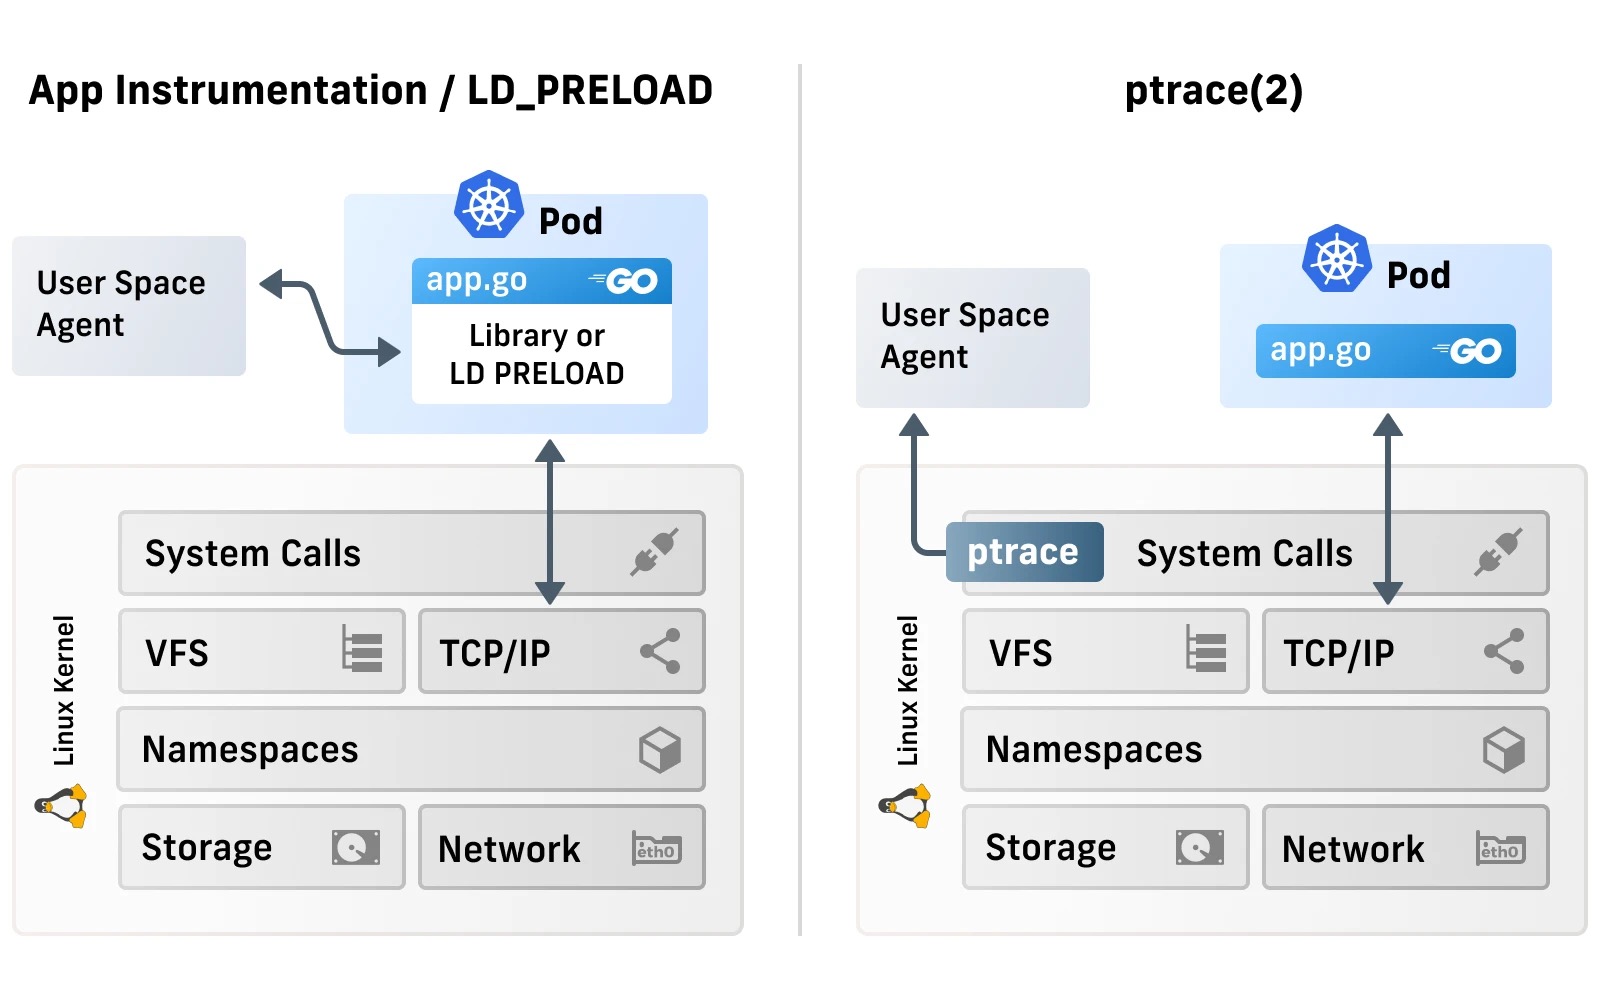 App Instrumentation / LD_PRELOAD
Pod
User Space
Agent
app.go GO
Library or
LD PRELOAD
System Calls
VFS
TCP/IP
Namespaces
Storage
Network
eth0
Linux Kernel
ptrace(2)
Pod
User Space
Agent
app.go GO
ptrace
System Calls
VFS
TCP/IP
Namespaces
Storage
Network
eth0
Linux Kernel